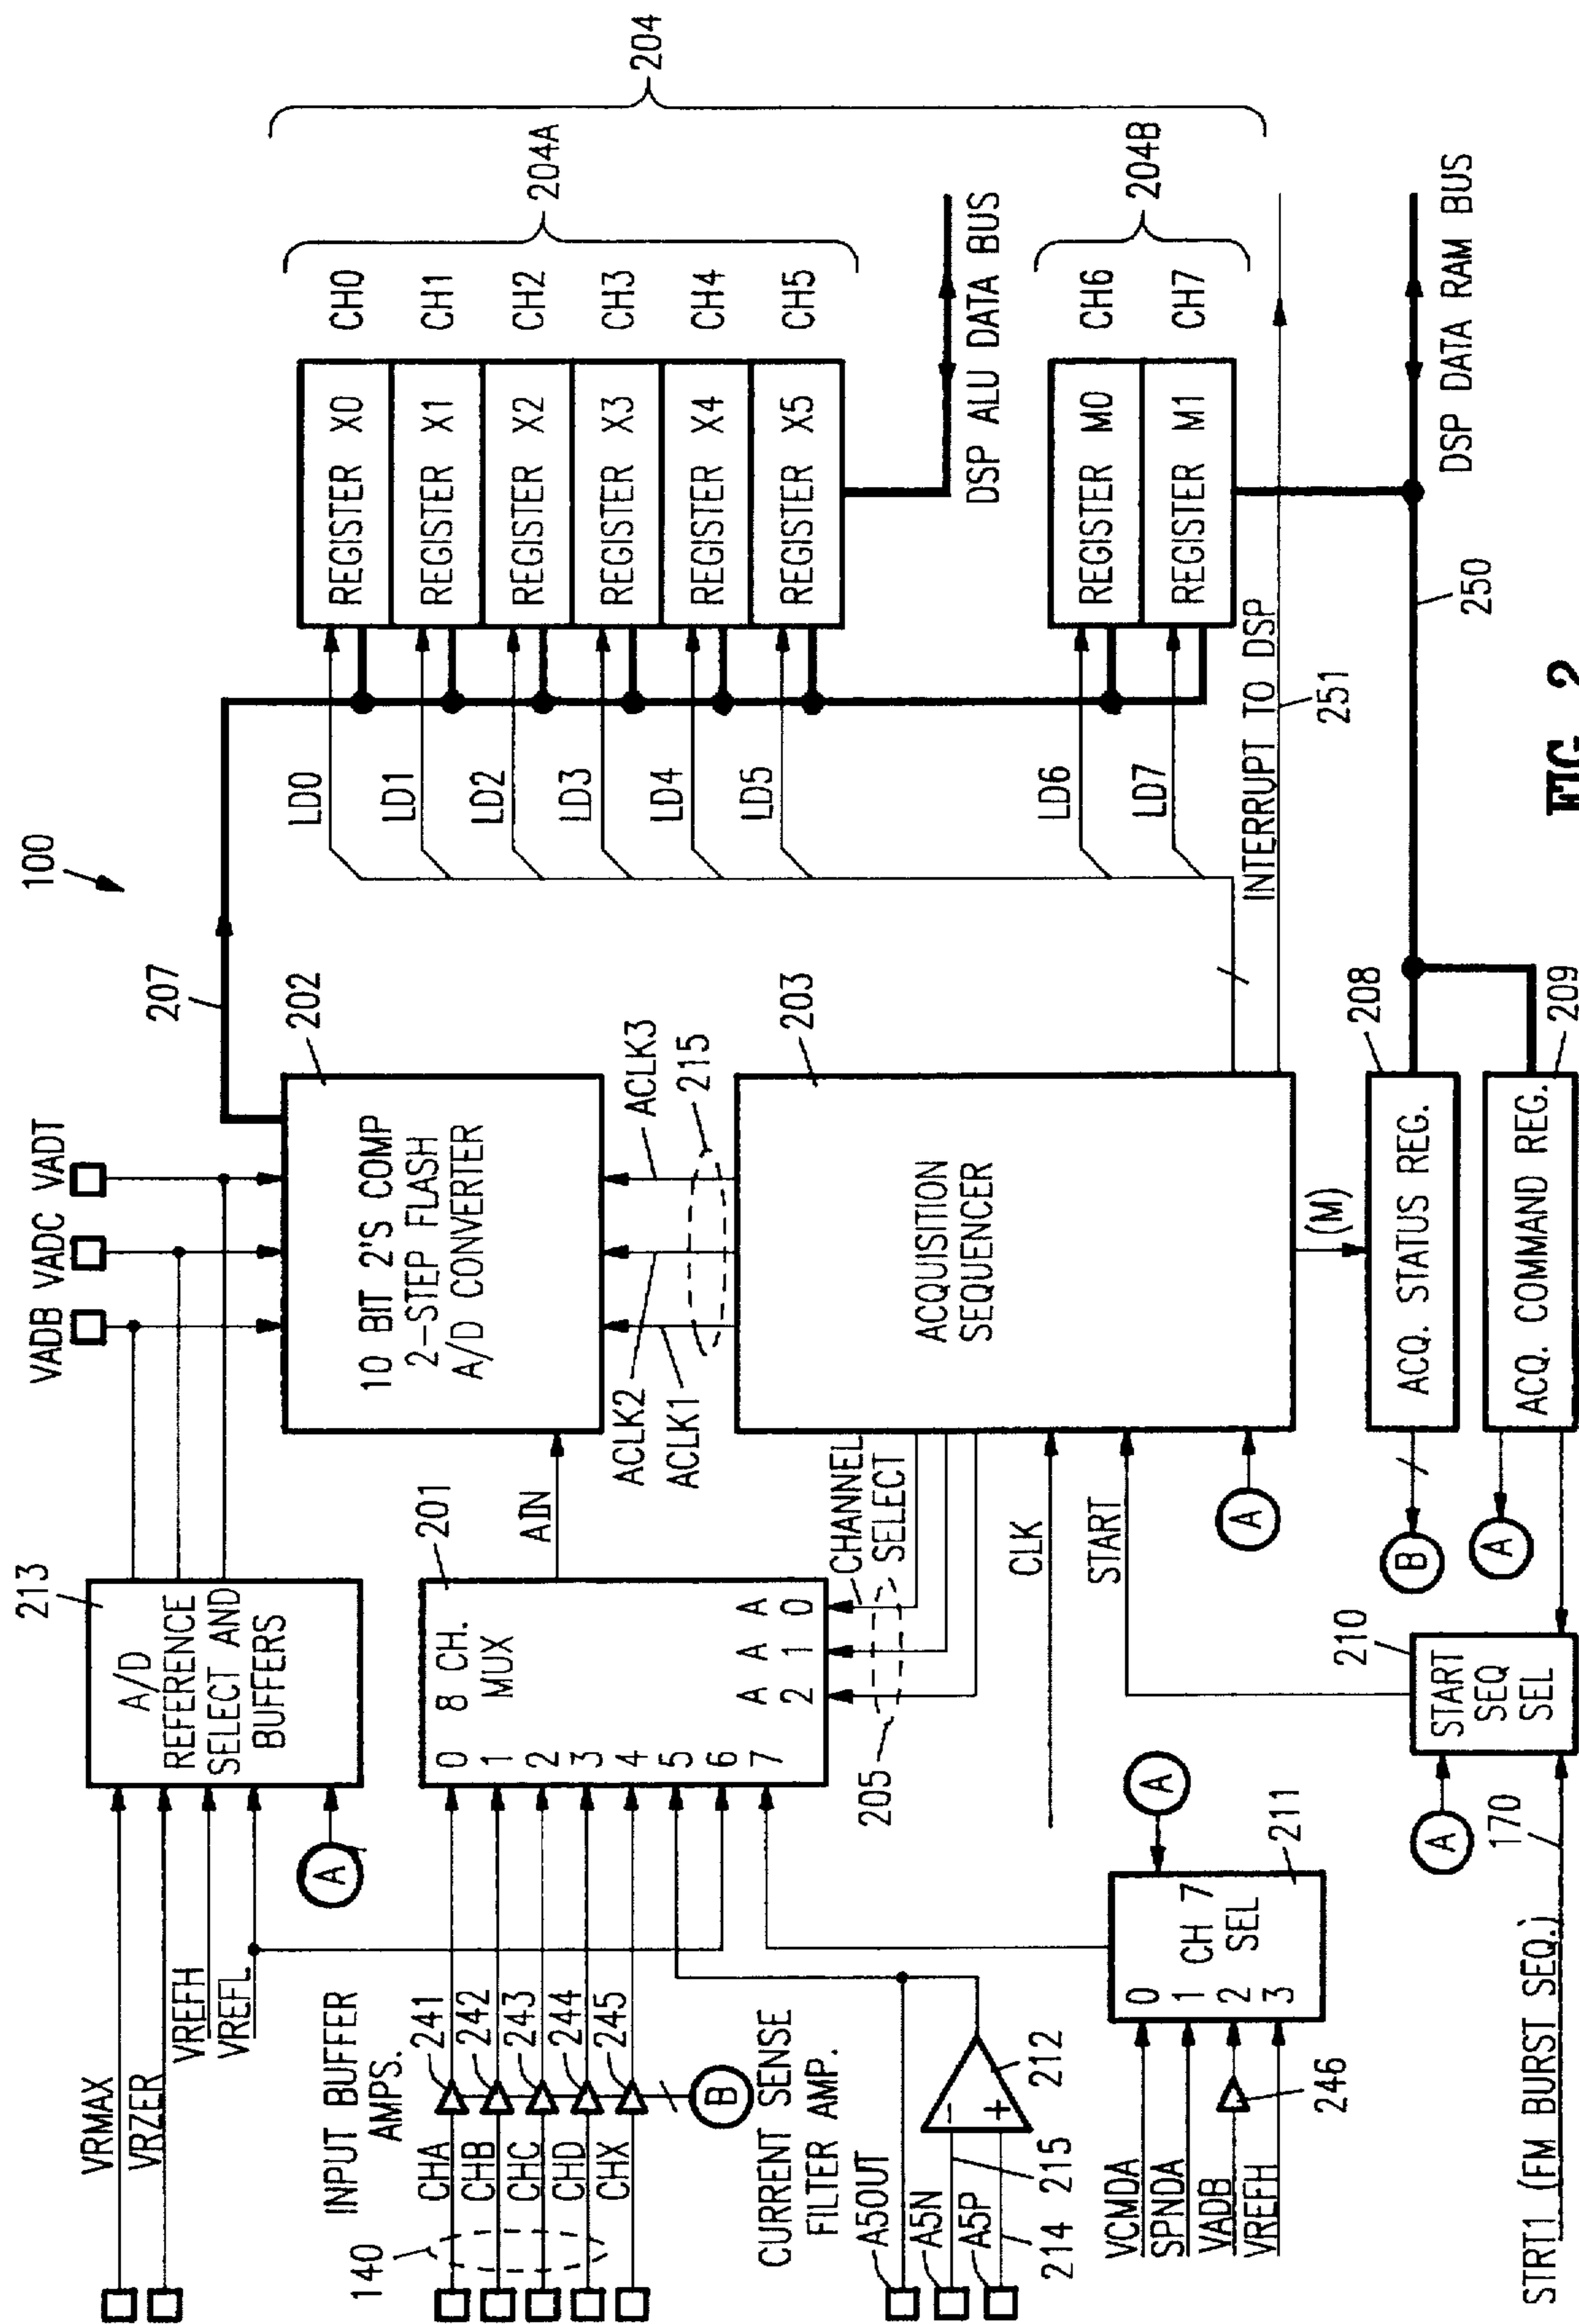 100
VRMAX
VRZER
VREFH
VREFL
213
A/D
REFERENCE
SELECT AND
BUFFERS
A
VADB VADC VADT
207
202
10 BIT 2'S COMP
2-STEP FLASH
A/D CONVERTER
INPUT BUFFER
AMPS.
140
CHA
CHB
CHC
CHD
CHX
241
242
243
244
245
B
201
8 CH.
MUX
0
1
2
3
4
5
6
7
A A A
2 1 0
AIN
205
CHANNEL
SELECT
ACLK1
ACLK2
ACLK3
215
203
ACQUISITION
SEQUENCER
CLK
START
A
CURRENT SENSE
FILTER AMP.
A5OUT
A5N
A5P
214
215
-
+
212
VCMDA
SPNDA
VADB
VREFH
246
0
1
2
3
CH 7
SEL
211
A
STRT1 (FM BURST SEQ.)
170
A
START
SEQ
SEL
210
(M)
208
ACQ. STATUS REG.
B
209
ACQ. COMMAND REG.
A
LD0
LD1
LD2
LD3
LD4
LD5
LD6
LD7
REGISTER X0
REGISTER X1
REGISTER X2
REGISTER X3
REGISTER X4
REGISTER X5
CH0
CH1
CH2
CH3
CH4
CH5
204A
204
DSP ALU DATA BUS
REGISTER M0
REGISTER M1
CH6
CH7
204B
INTERRUPT TO DSP
251
250
DSP DATA RAM BUS
FIG. 2